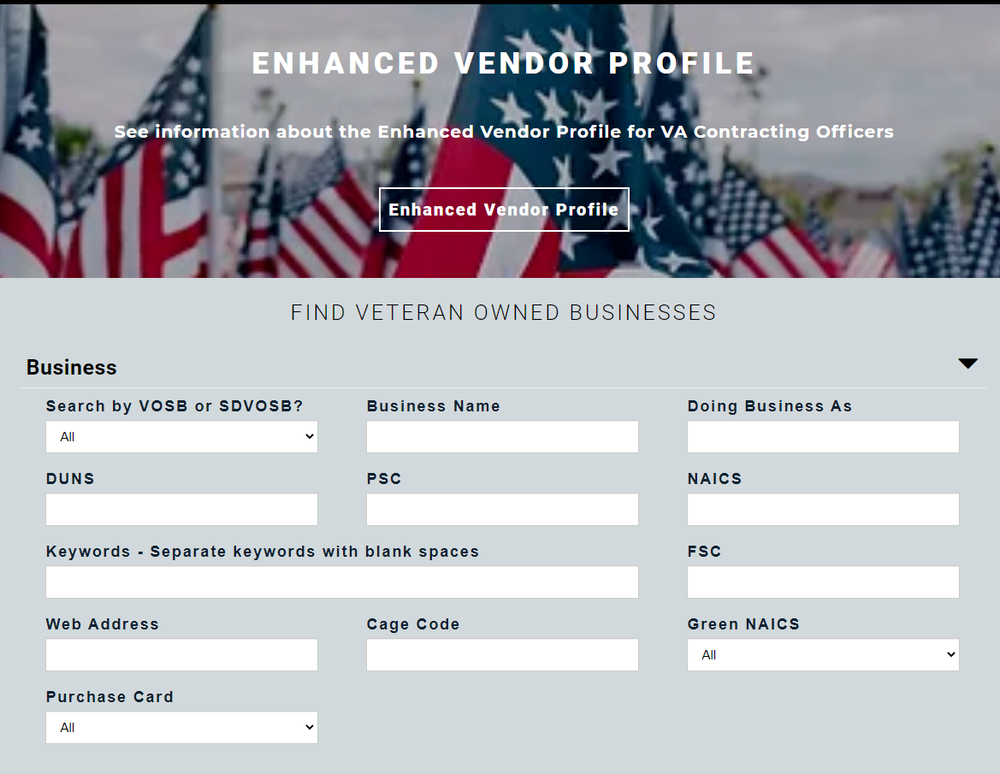 ENHANCED VENDOR PROFILE
See information about the Enhanced Vendor Profile for VA Contracting Officers
Enhanced Vendor Profile
FIND VETERAN OWNED BUSINESSES
Business
Search by VOSB or SDVOSB? Business Name Doing Business As
All
DUNS PSC NAICS
Keywords - Separate keywords with blank spaces FSC
Web Address Cage Code Green NAICS
All
Purchase Card
All